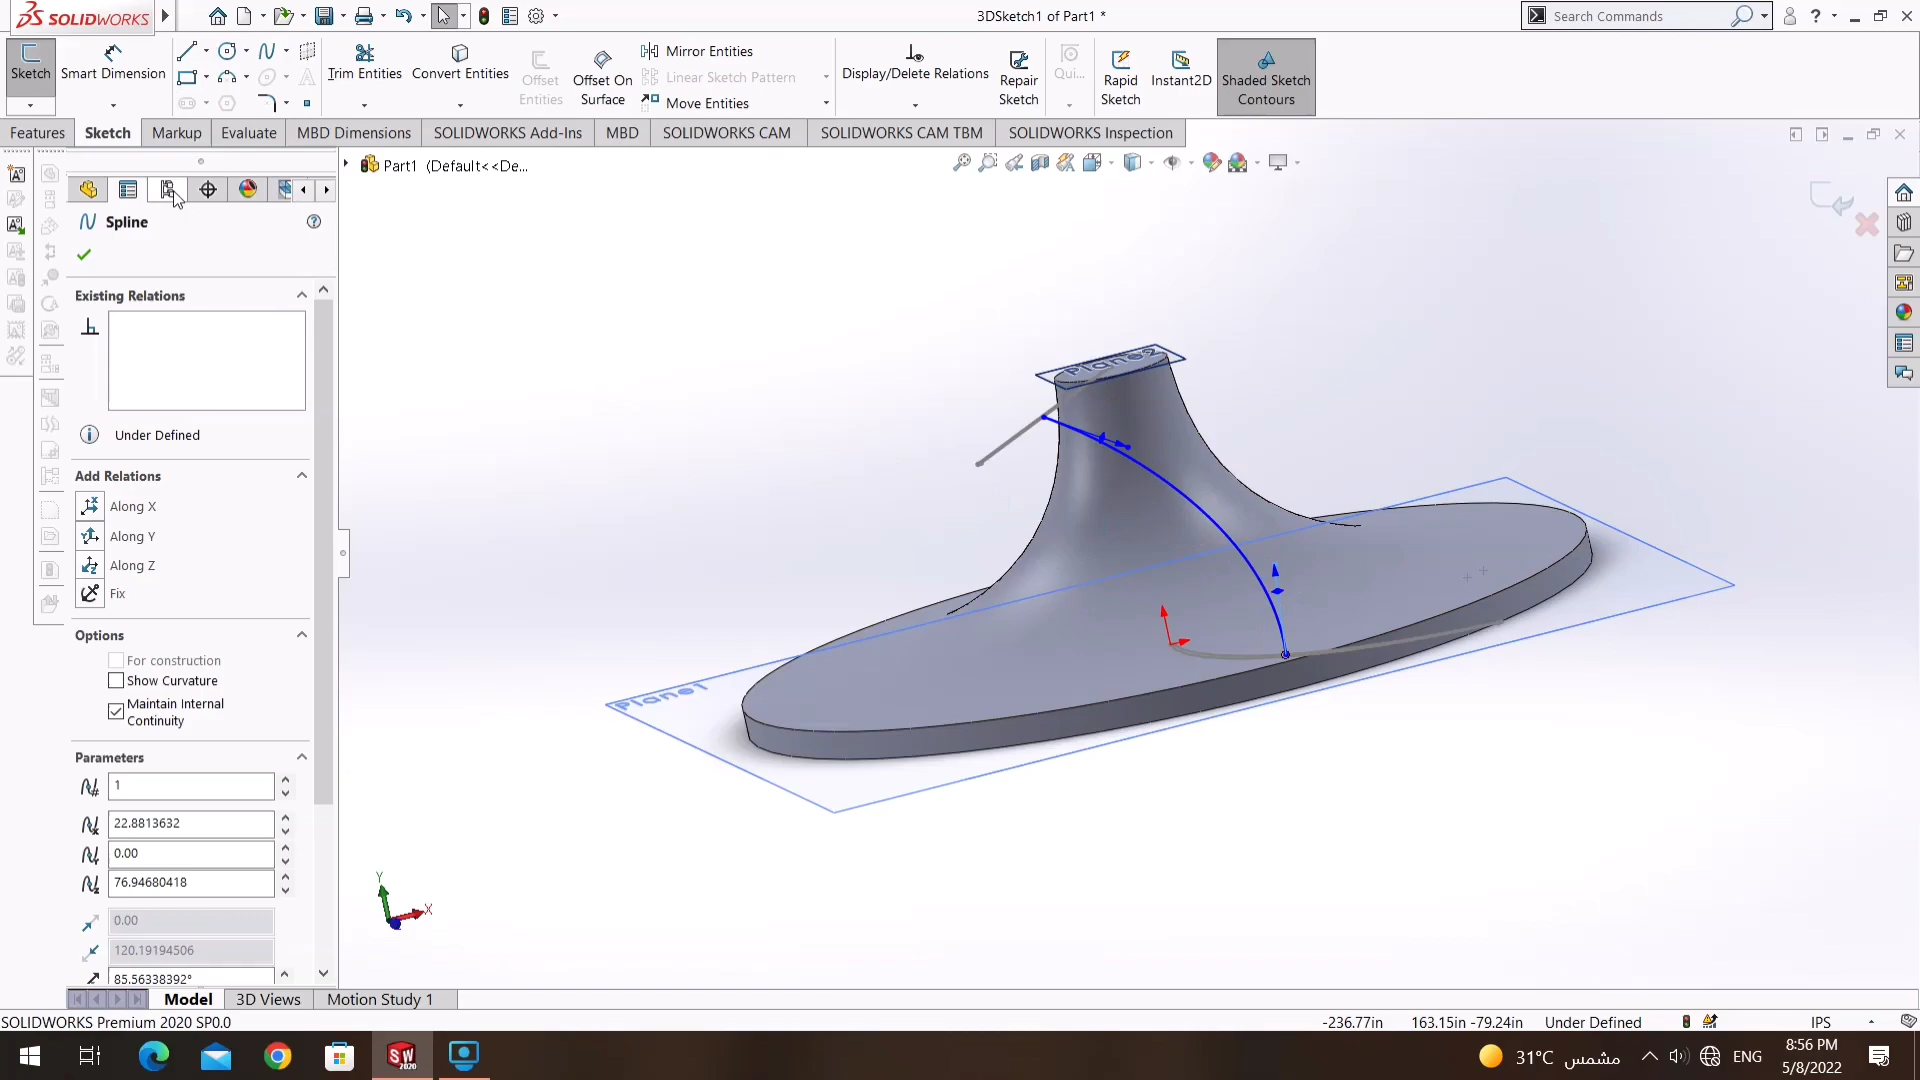 SOLIDWORKS
3DSketch1 of Part1 *
Search Commands
Sketch
Smart Dimension
Trim Entities
Convert Entities
Offset
Entities
Offset On
Surface
Mirror Entities
Linear Sketch Pattern
Move Entities
Display/Delete Relations
Repair
Sketch
Qui...
Rapid
Sketch
Instant2D
Shaded Sketch
Contours
Features
Sketch
Markup
Evaluate
MBD Dimensions
SOLIDWORKS Add-Ins
MBD
SOLIDWORKS CAM
SOLIDWORKS CAM TBM
SOLIDWORKS Inspection
Part1 (Default<<De...
Spline
Existing Relations
Under Defined
Add Relations
Along X
Along Y
Along Z
Fix
Options
For construction
Show Curvature
Maintain Internal
Continuity
Parameters
1
22.8813632
0.00
76.94680418
0.00
120.19194506
85.56338392°
Plane2
Plane1
Y
X
Model
3D Views
Motion Study 1
SOLIDWORKS Premium 2020 SP0.0
-236.77in
163.15in -79.24in
Under Defined
IPS
SW
2020
31°C مشمس
ENG
8:56 PM
5/8/2022